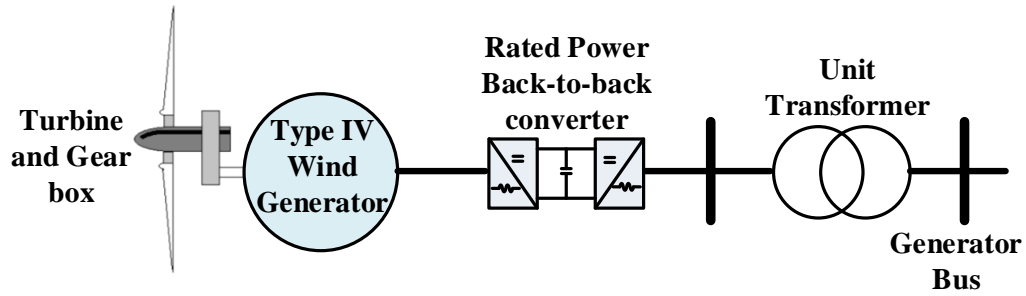 Turbine
and Gear
box
Type IV
Wind
Generator
Rated Power
Back-to-back
converter
Unit
Transformer
Generator
Bus